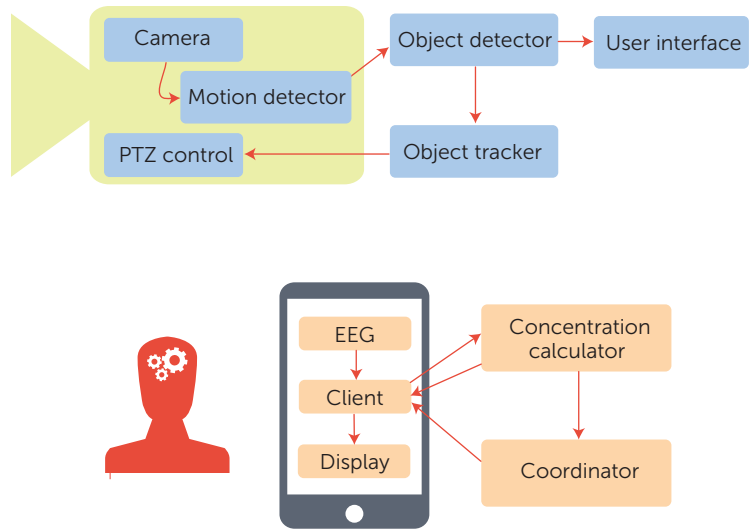 Camera
Object detector
User interface
Motion detector
PTZ control
Object tracker
EEG
Concentration
calculator
Client
Display
Coordinator